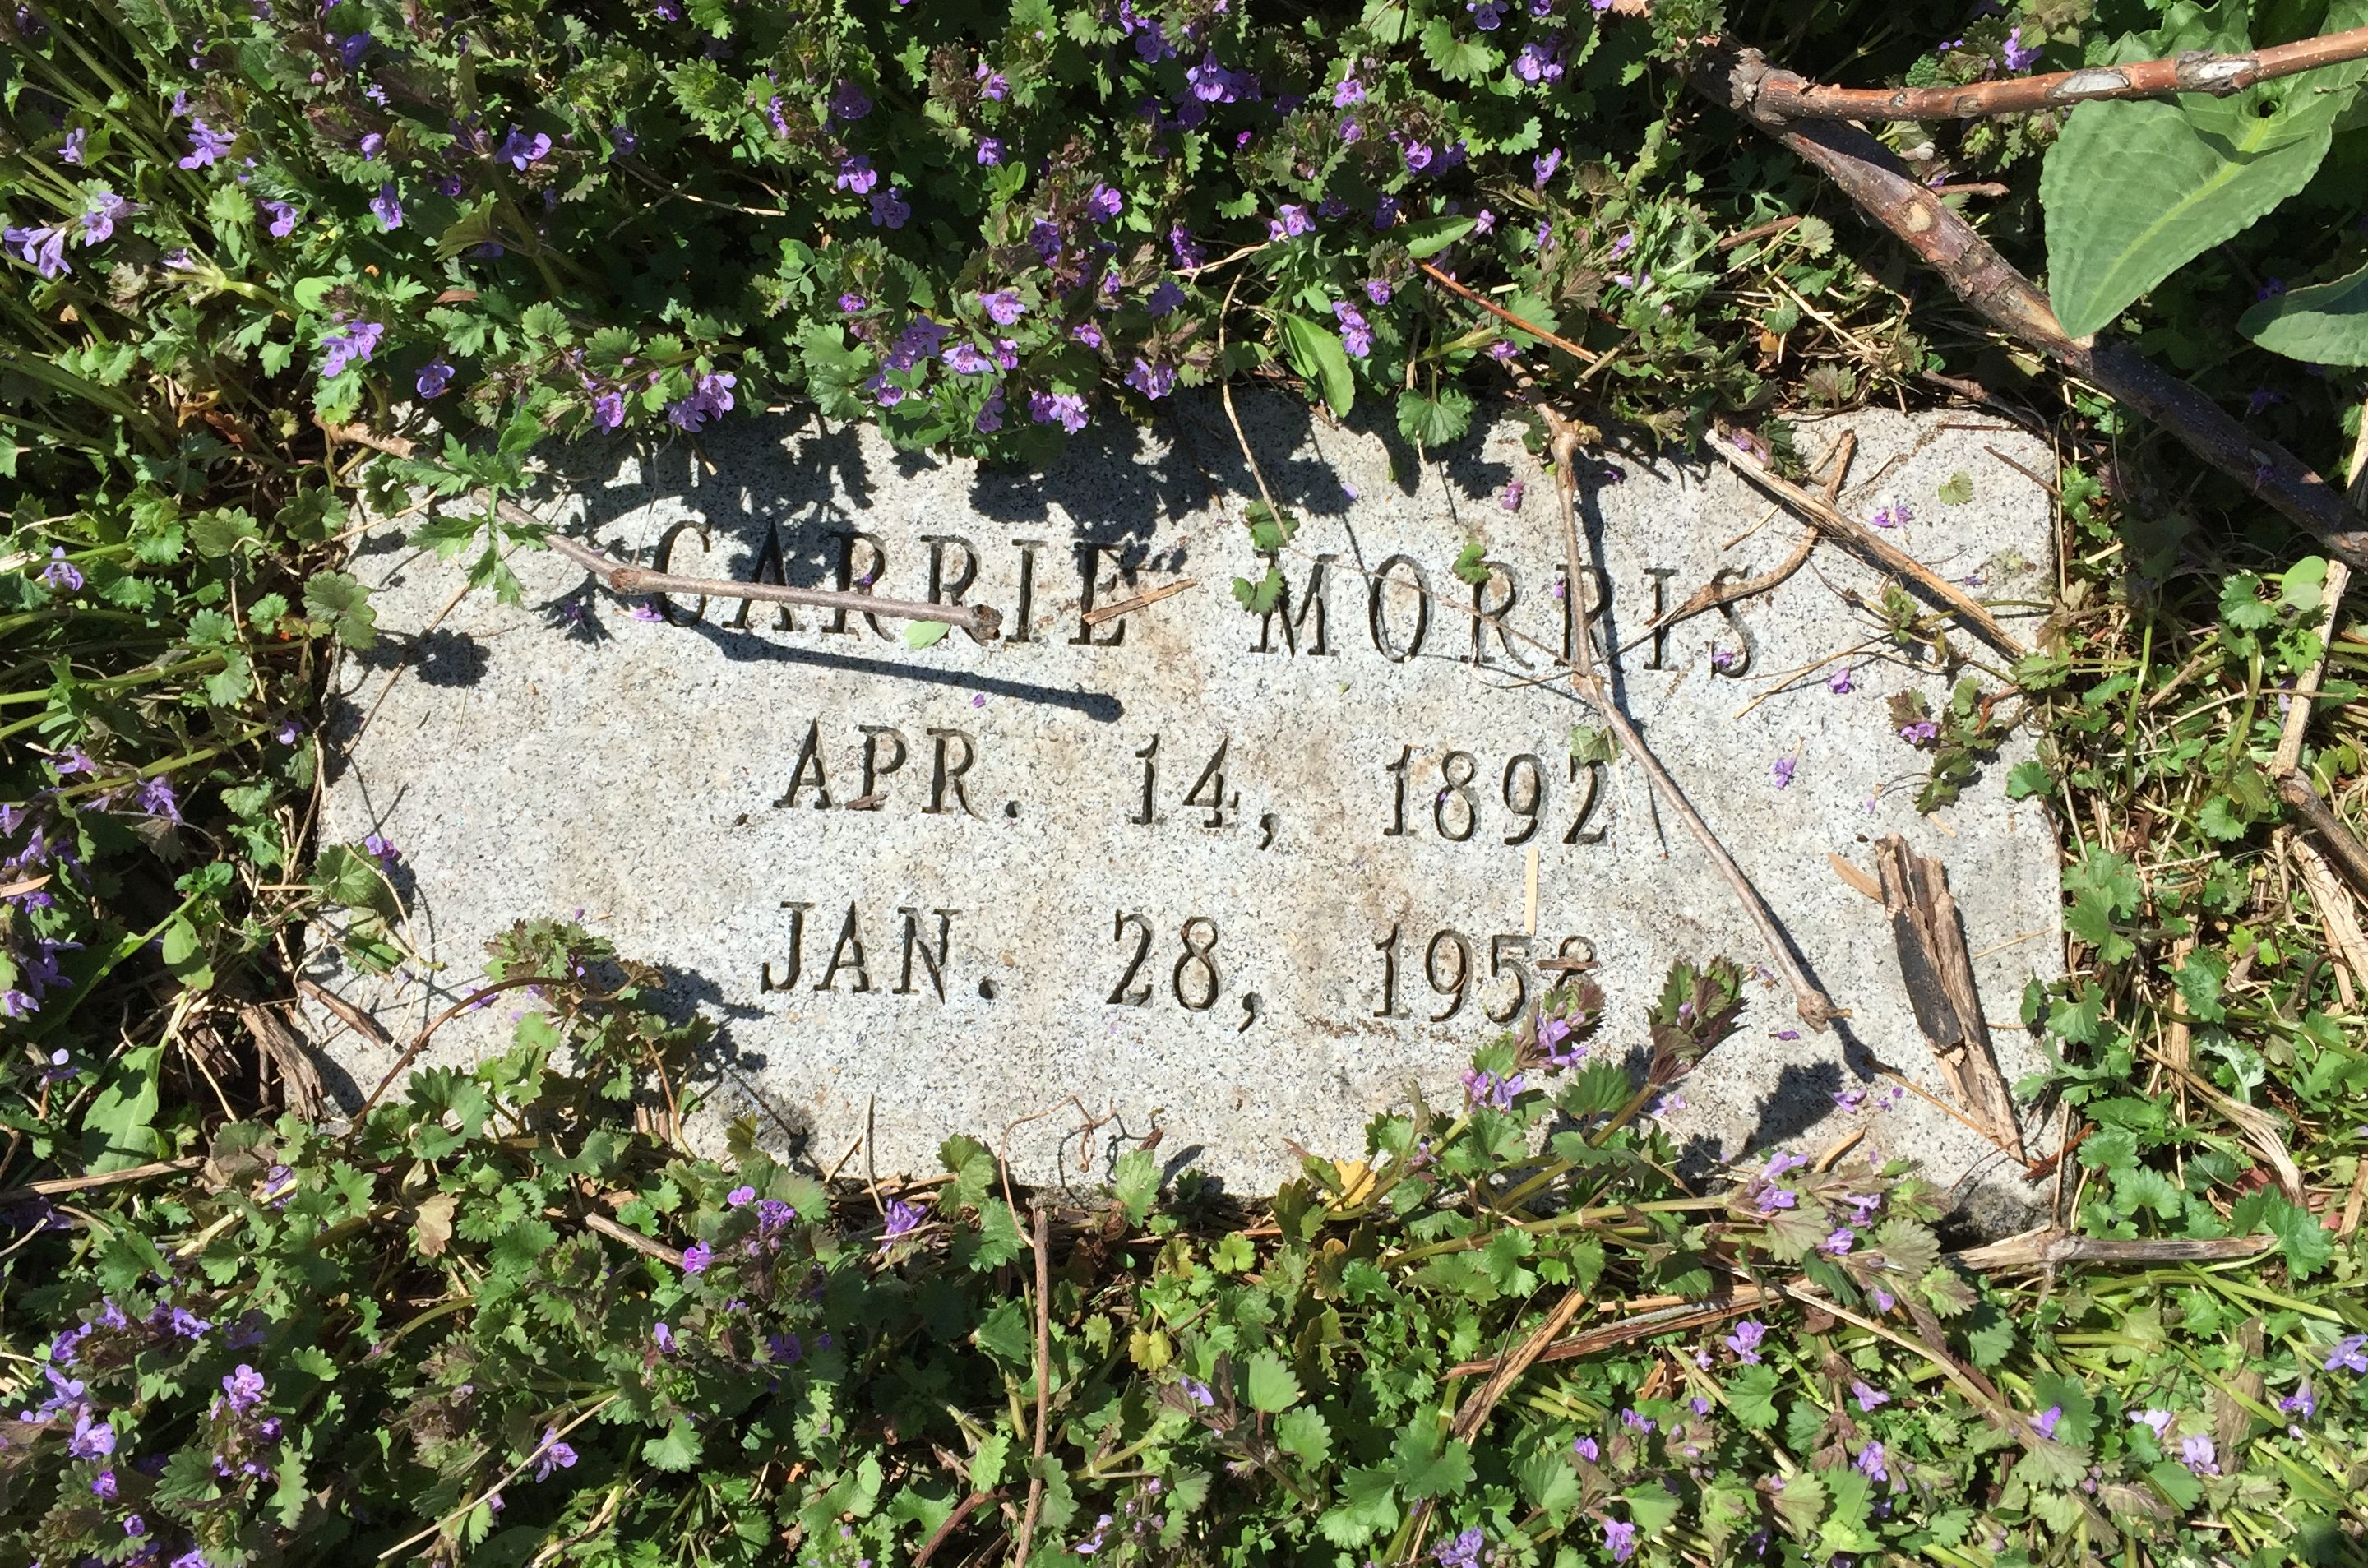 CARRIE MORRIS
APR. 14, 1892
JAN. 28,